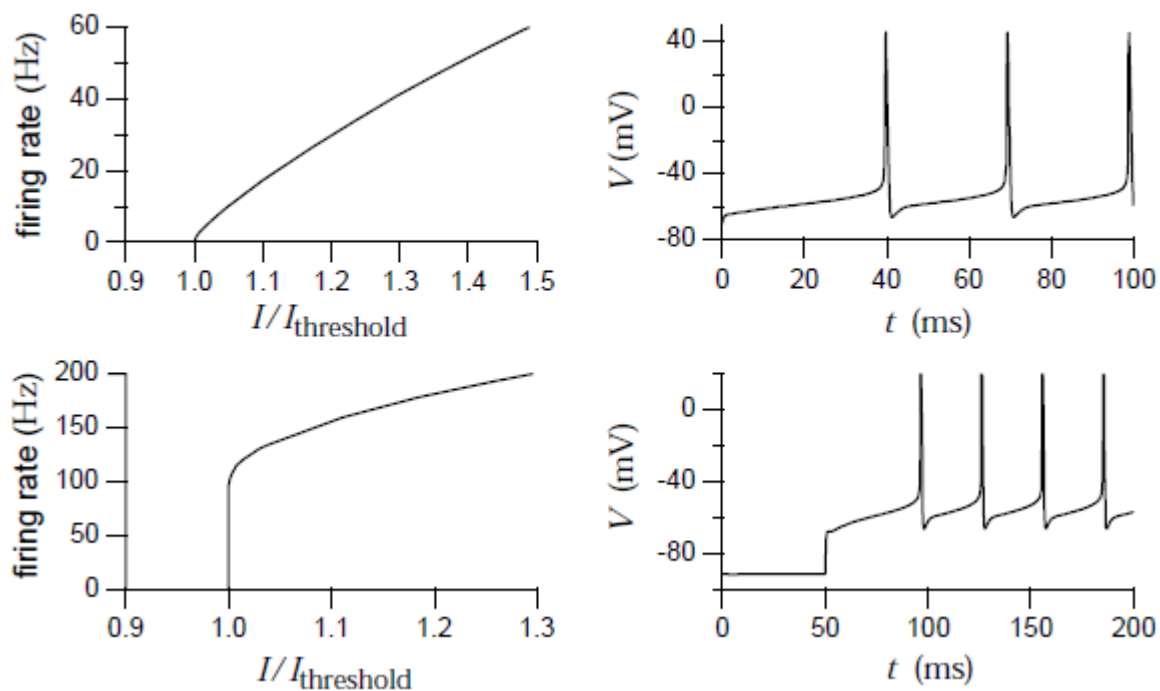 firing rate (Hz)
60
40
20
0
0.9 1.0 1.1 1.2 1.3 1.4 1.5
I/I threshold
V (mV)
40
0
-40
-80
0 20 40 60 80 100
t (ms)
firing rate (Hz)
200
150
100
50
0
0.9 1.0 1.1 1.2 1.3
I/I threshold
V (mV)
0
-40
-80
0 50 100 150 200
t (ms)